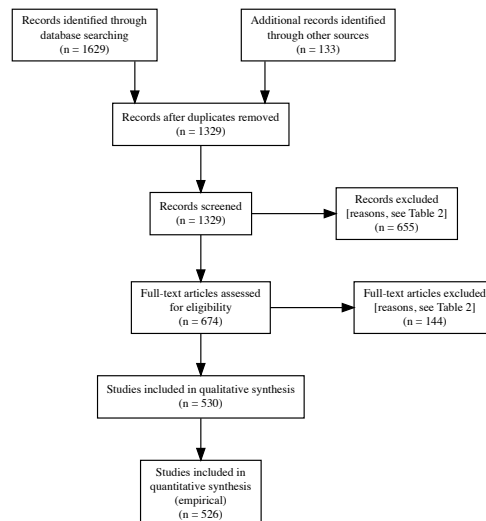 Records identified through
database searching
(n = 1629)
Additional records identified
through other sources
(n = 133)
Records after duplicates removed
(n = 1329)
Records screened
(n = 1329)
Records excluded
[reasons, see Table 2]
(n = 655)
Full-text articles assessed
for eligibility
(n = 674)
Full-text articles excluded
[reasons, see Table 2]
(n = 144)
Studies included in qualitative synthesis
(n = 530)
Studies included in
quantitative synthesis
(empirical)
(n = 526)